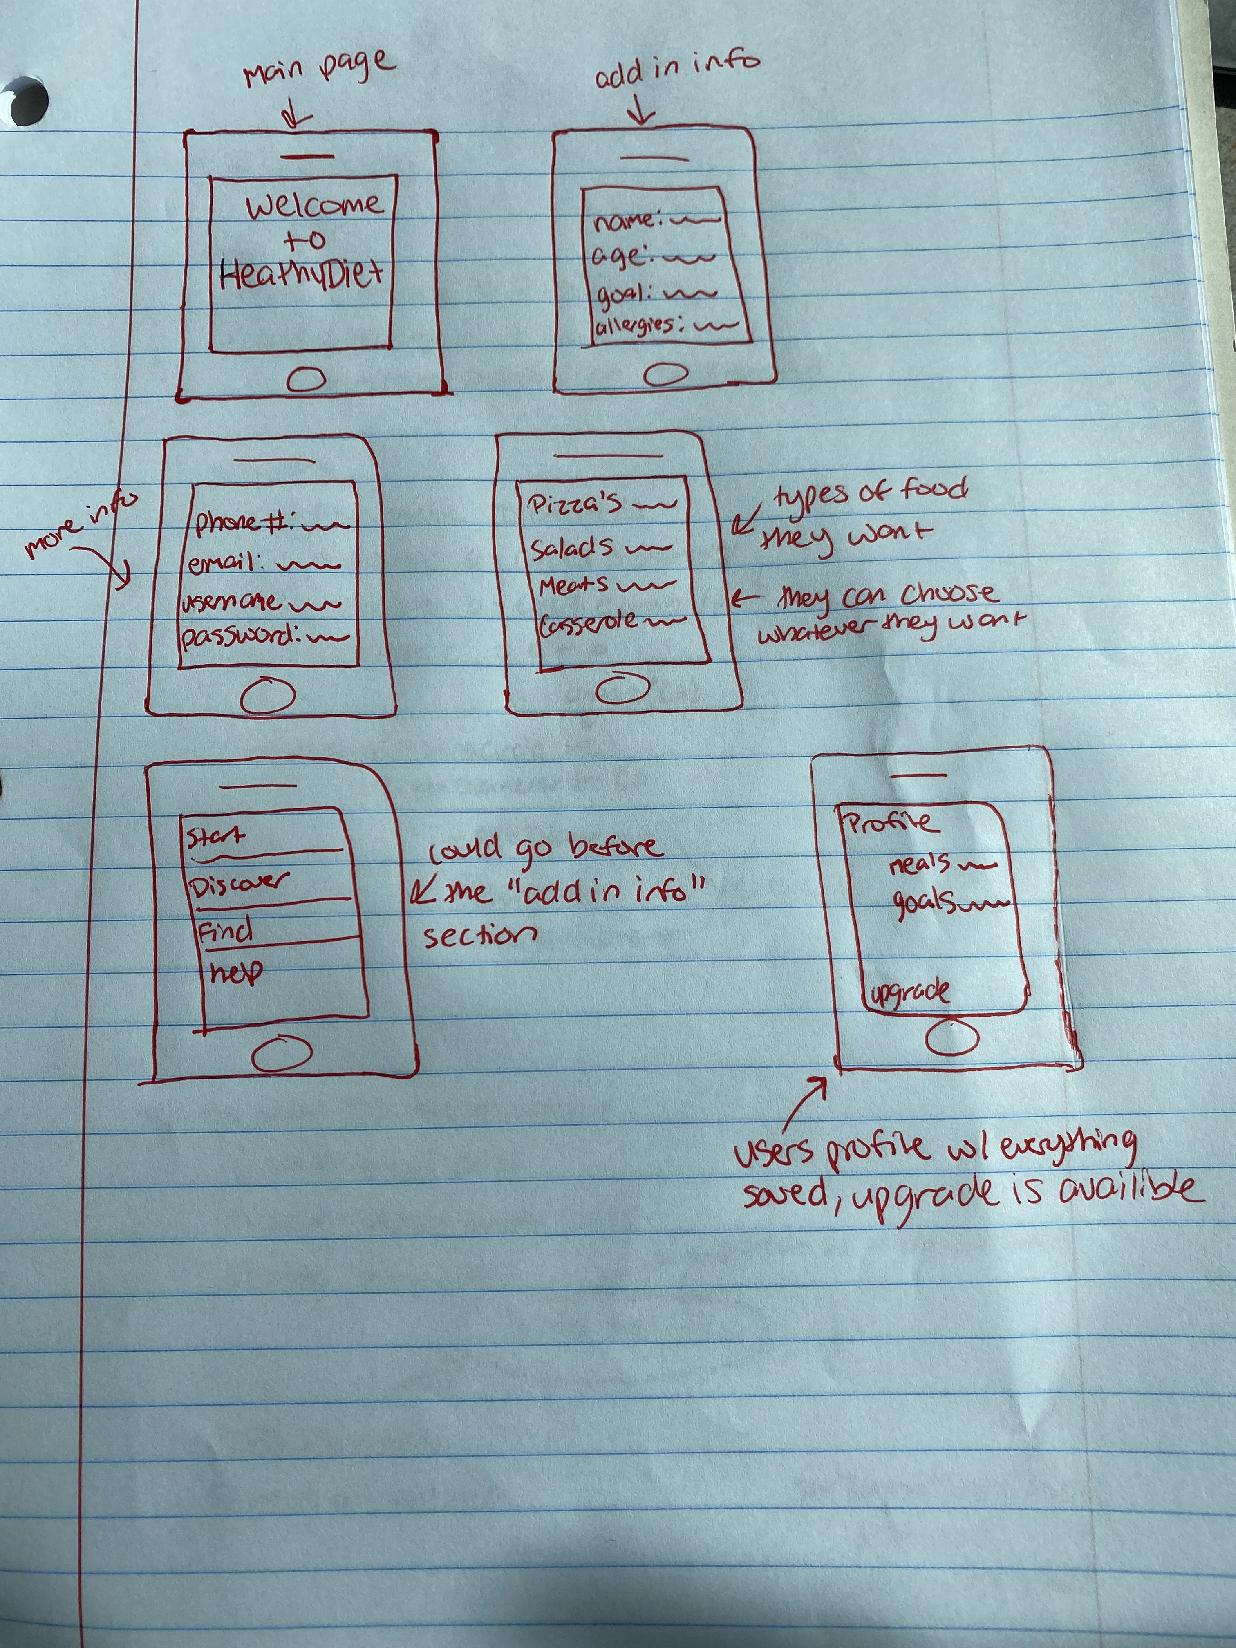 Main page
Welcome
to
HeathyDiet
add in info
name:
age:
goal:
allergies:
more info
phone #:
email:
username
password:
Pizza's
Salads
Meats
Casserole
types of food
they want
they can choose
whatever they want
Start
Discover
Find
help
could go before
the "add in info"
section
Profile
meals
goals
upgrade
users profile w/ everything
saved, upgrade is availible